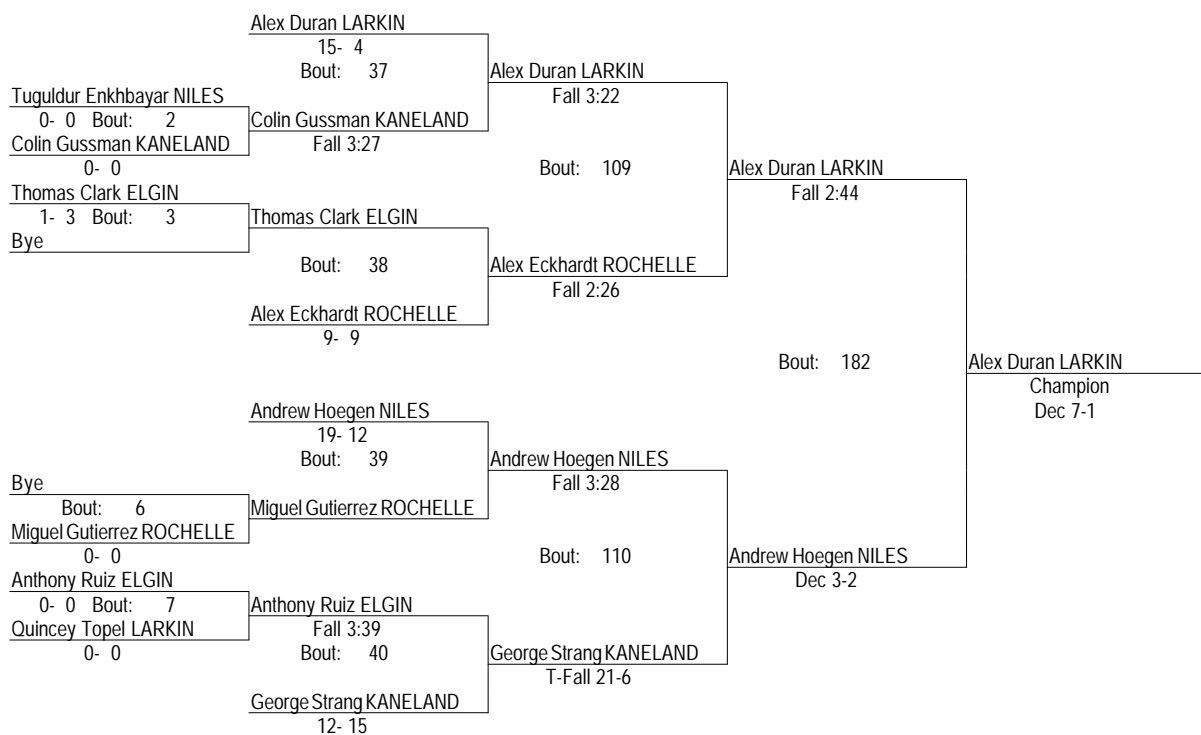 Alex Duran LARKIN
15- 4
Bout: 37
Alex Duran LARKIN
Fall 3:22
Tuguldur Enkhbayar NILES
0- 0 Bout: 2
Colin Gussman KANELAND
Fall 3:27
Colin Gussman KANELAND
0- 0
Bout: 109
Alex Duran LARKIN
Fall 2:44
Thomas Clark ELGIN
1- 3 Bout: 3
Thomas Clark ELGIN
Bye
Bout: 38
Alex Eckhardt ROCHELLE
Fall 2:26
Alex Eckhardt ROCHELLE
9- 9
Bout: 182
Alex Duran LARKIN
Champion
Dec 7-1
Andrew Hoegen NILES
19- 12
Bout: 39
Andrew Hoegen NILES
Fall 3:28
Bye
Bout: 6
Miguel Gutierrez ROCHELLE
Miguel Gutierrez ROCHELLE
0- 0
Bout: 110
Andrew Hoegen NILES
Dec 3-2
Anthony Ruiz ELGIN
0- 0 Bout: 7
Anthony Ruiz ELGIN
Fall 3:39
Quincey Topel LARKIN
0- 0
Bout: 40
George Strang KANELAND
T-Fall 21-6
George Strang KANELAND
12- 15